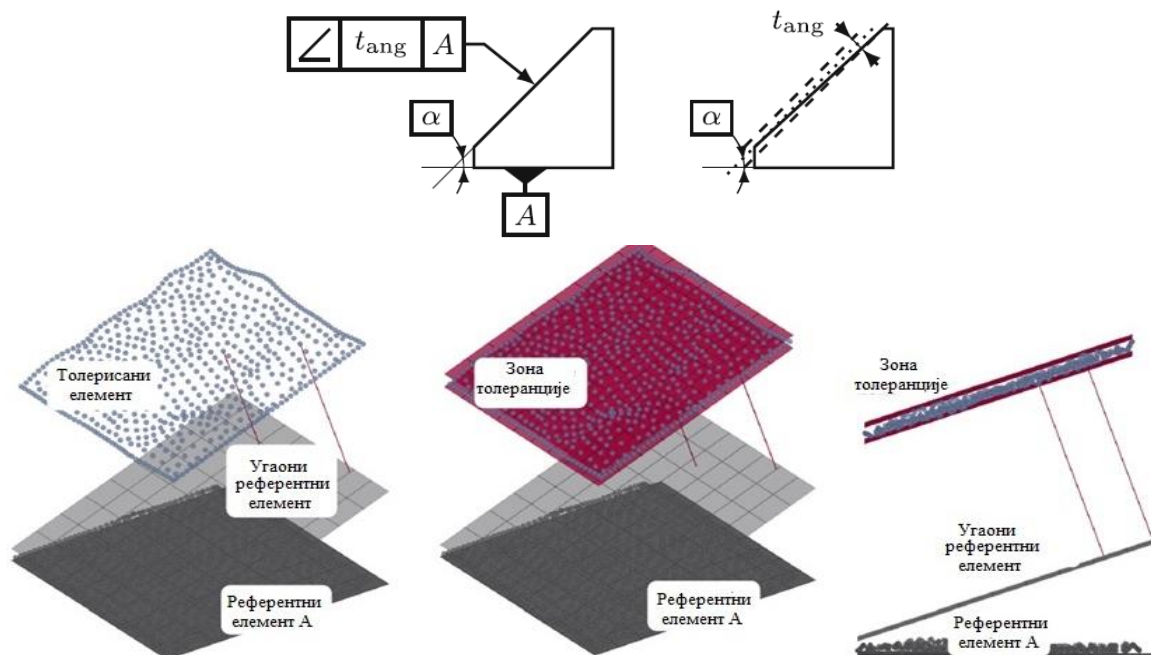 ∠ t_ang A
α
A
t_ang
α
Толерисани
елемент
Угаони
референтни
елемент
Референтни
елемент А
Зона
толеранције
Референтни
елемент А
Зона
толеранције
Угаони
референтни
елемент
Референтни
елемент А